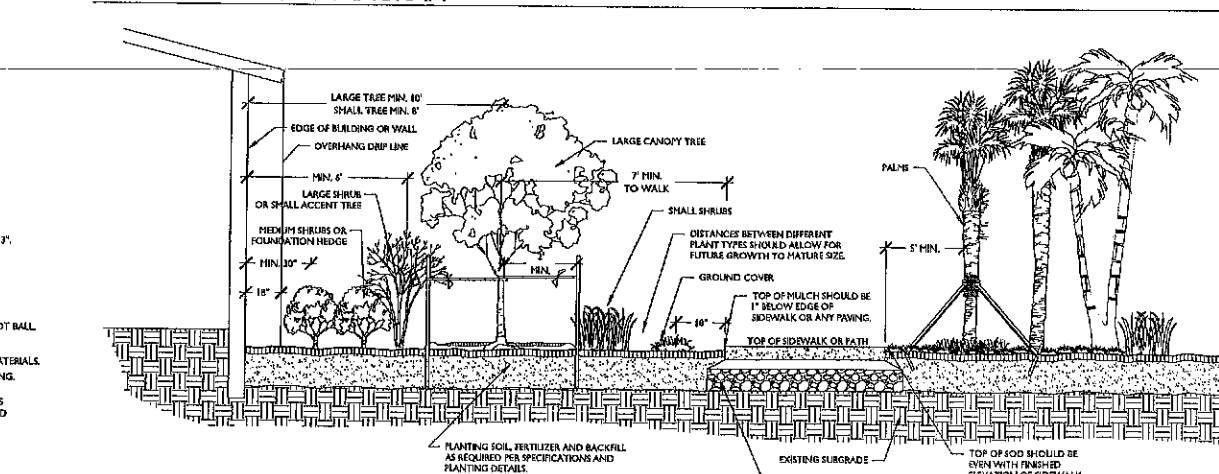 LARGE TREE MIN. 10'
SMALL TREE MIN. 8'
EDGE OF BUILDING OR WALL
OVERHANG DRIP LINE
MIN. 6'
LARGE SHRUB
OR SMALL ACCENT TREE
MEDIUM SHRUBS OR
FOUNDATION HEDGE
MIN. 30"
18"
LARGE CANOPY TREE
7' MIN.
TO WALK
SMALL SHRUBS
DISTANCES BETWEEN DIFFERENT
PLANT TYPES SHOULD ALLOW FOR
FUTURE GROWTH TO MATURE SIZE.
MIN.
GROUND COVER
TOP OF MULCH SHOULD BE
1" BELOW EDGE OF
SIDEWALK OR ANY PAVING.
TOP OF SIDEWALK OR PATH
PALMS
5' MIN.
3".
OT BALL.
ATERIALS.
NG.
S
D
PLANTING SOIL, FERTILIZER AND BACKFILL
AS REQUIRED PER SPECIFICATIONS AND
PLANTING DETAILS.
EXISTING SUBGRADE
TOP OF SOD SHOULD BE
EVEN WITH FINISHED